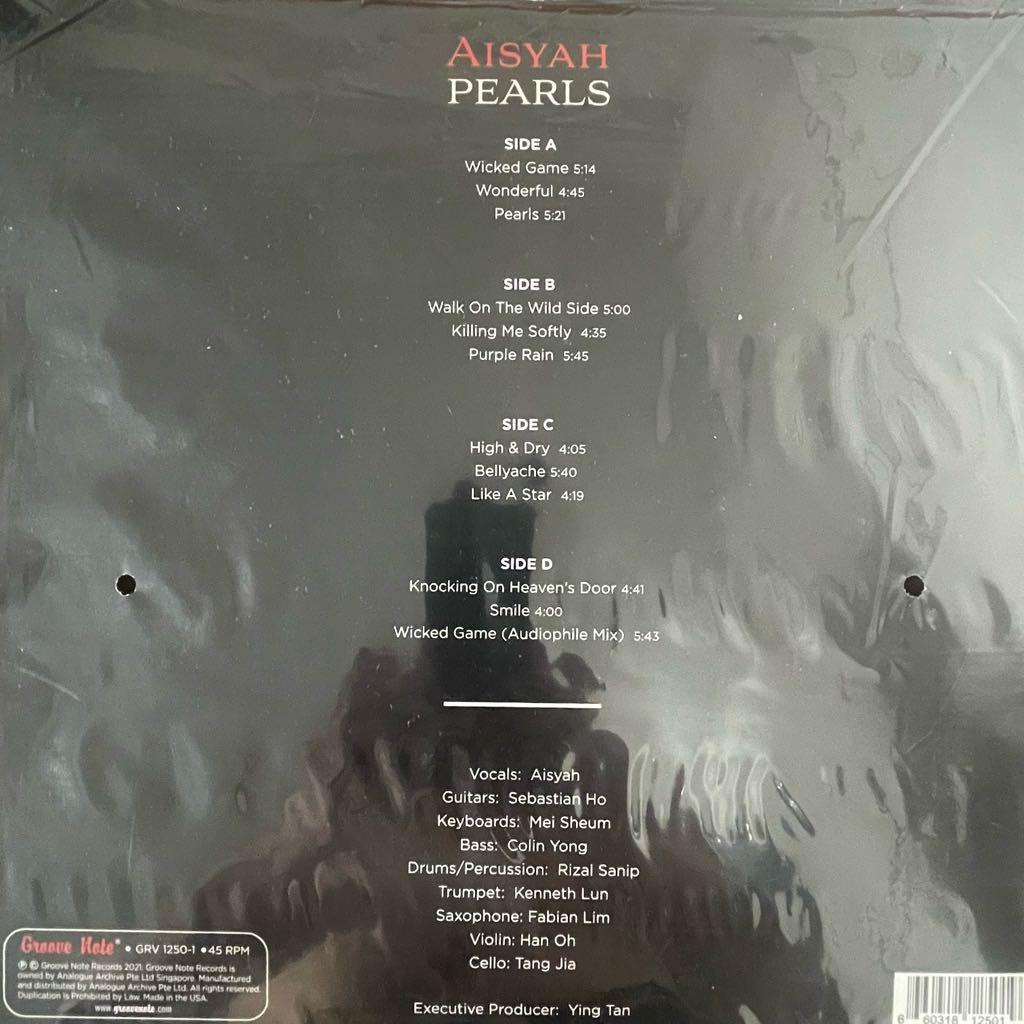 AISYAH
PEARLS
SIDE A
Wicked Game 5:14
Wonderful 4:45
Pearls 5:21
SIDE B
Walk On The Wild Side 5:00
Killing Me Softly 4:35
Purple Rain 5:45
SIDE C
High & Dry 4:05
Bellyache 5:40
Like A Star 4:19
SIDE D
Knocking On Heaven's Door 4:41
Smile 4:00
Wicked Game (Audiophile Mix) 5:43
Vocals: Aisyah
Guitars: Sebastian Ho
Keyboards: Mei Sheum
Bass: Colin Yong
Drums/Percussion: Rizal Sanip
Trumpet: Kenneth Lun
Saxophone: Fabian Lim
Violin: Han Oh
Cello: Tang Jia
Executive Producer: Ying Tan
Groove Note® • GRV 1250-1 • 45 RPM
℗ © Groove Note Records 2021. Groove Note Records is
owned by Analogue Archive Pte Ltd Singapore. Manufactured
and distributed by Analogue Archive Pte Ltd. All rights reserved.
Duplication is Prohibited by Law. Made in the USA.
www.groovenote.com
6 60318 12501